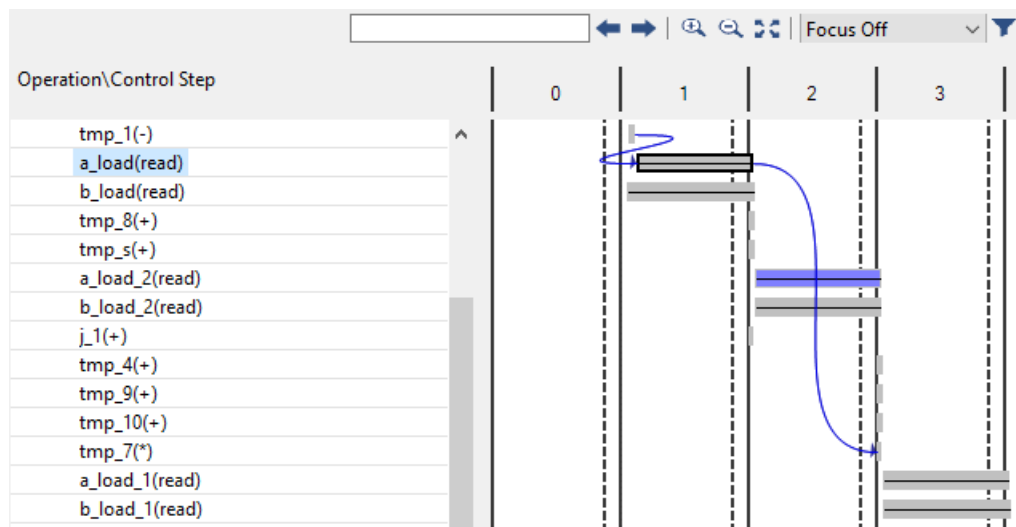 Focus Off
Operation\Control Step
0 1 2 3
tmp_1(-)
a_load(read)
b_load(read)
tmp_8(+)
tmp_s(+)
a_load_2(read)
b_load_2(read)
j_1(+)
tmp_4(+)
tmp_9(+)
tmp_10(+)
tmp_7(*)
a_load_1(read)
b_load_1(read)